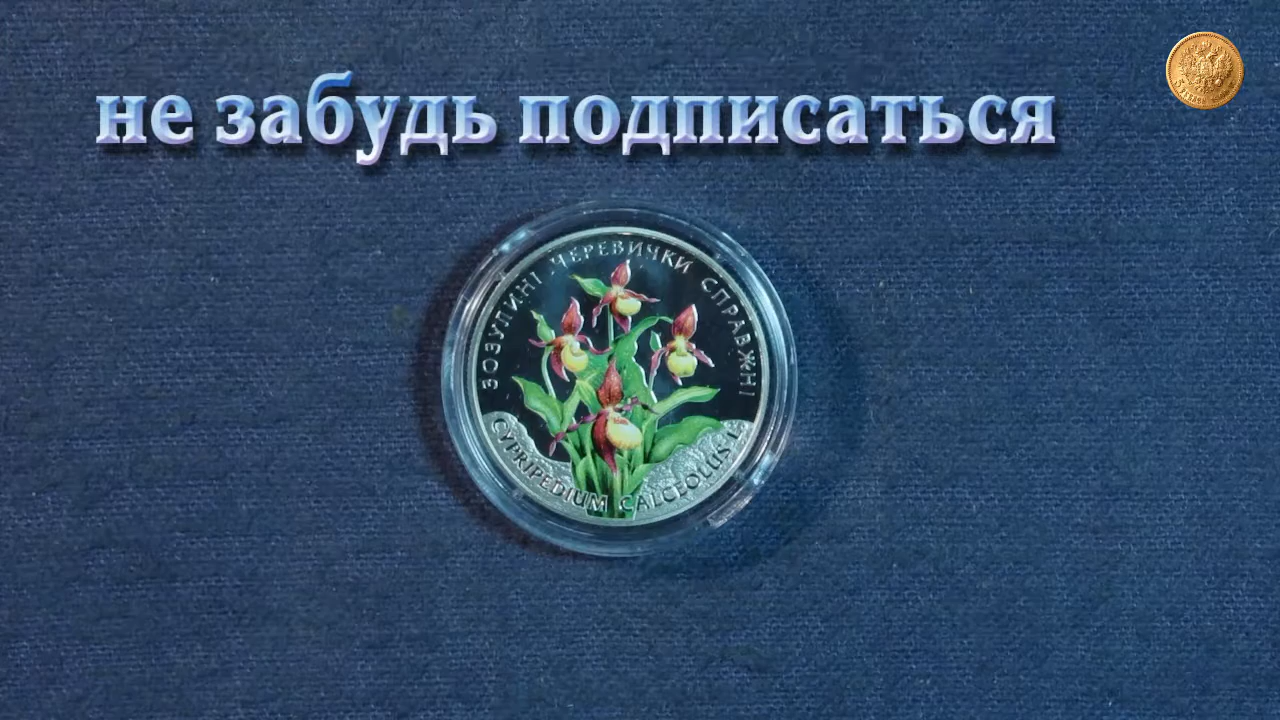 не забудь подписаться
ЗОЗУЛИНІ ЧЕРЕВИЧКИ СПРАВЖНІ
CYPRIPEDIUM CALCEOLUS L.